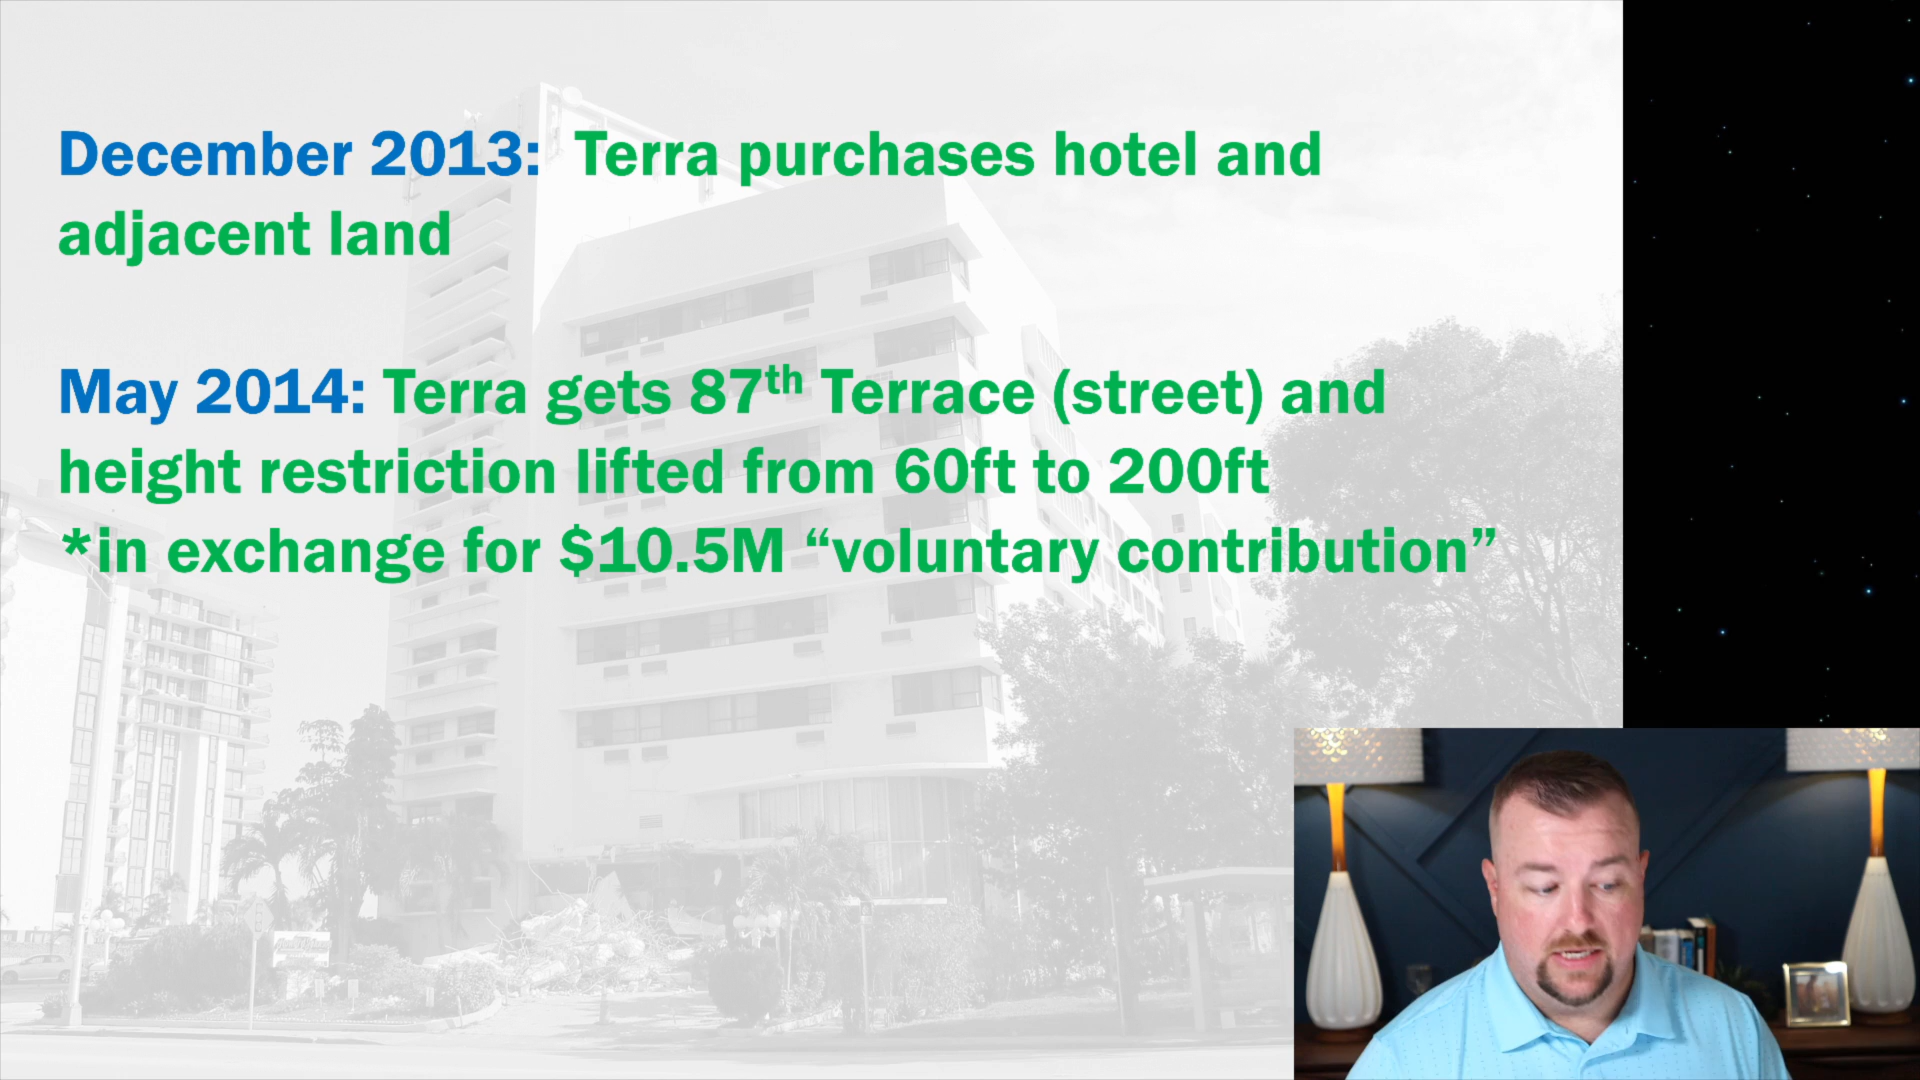 December 2013: Terra purchases hotel and
adjacent land
May 2014: Terra gets 87th Terrace (street) and
height restriction lifted from 60ft to 200ft
*in exchange for $10.5M “voluntary contribution”